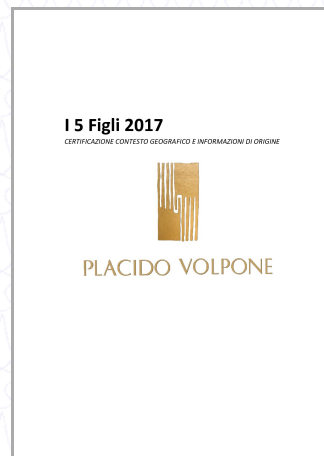 I 5 Figli 2017
CERTIFICAZIONE CONTESTO GEOGRAFICO E INFORMAZIONI DI ORIGINE
PLACIDO VOLPONE